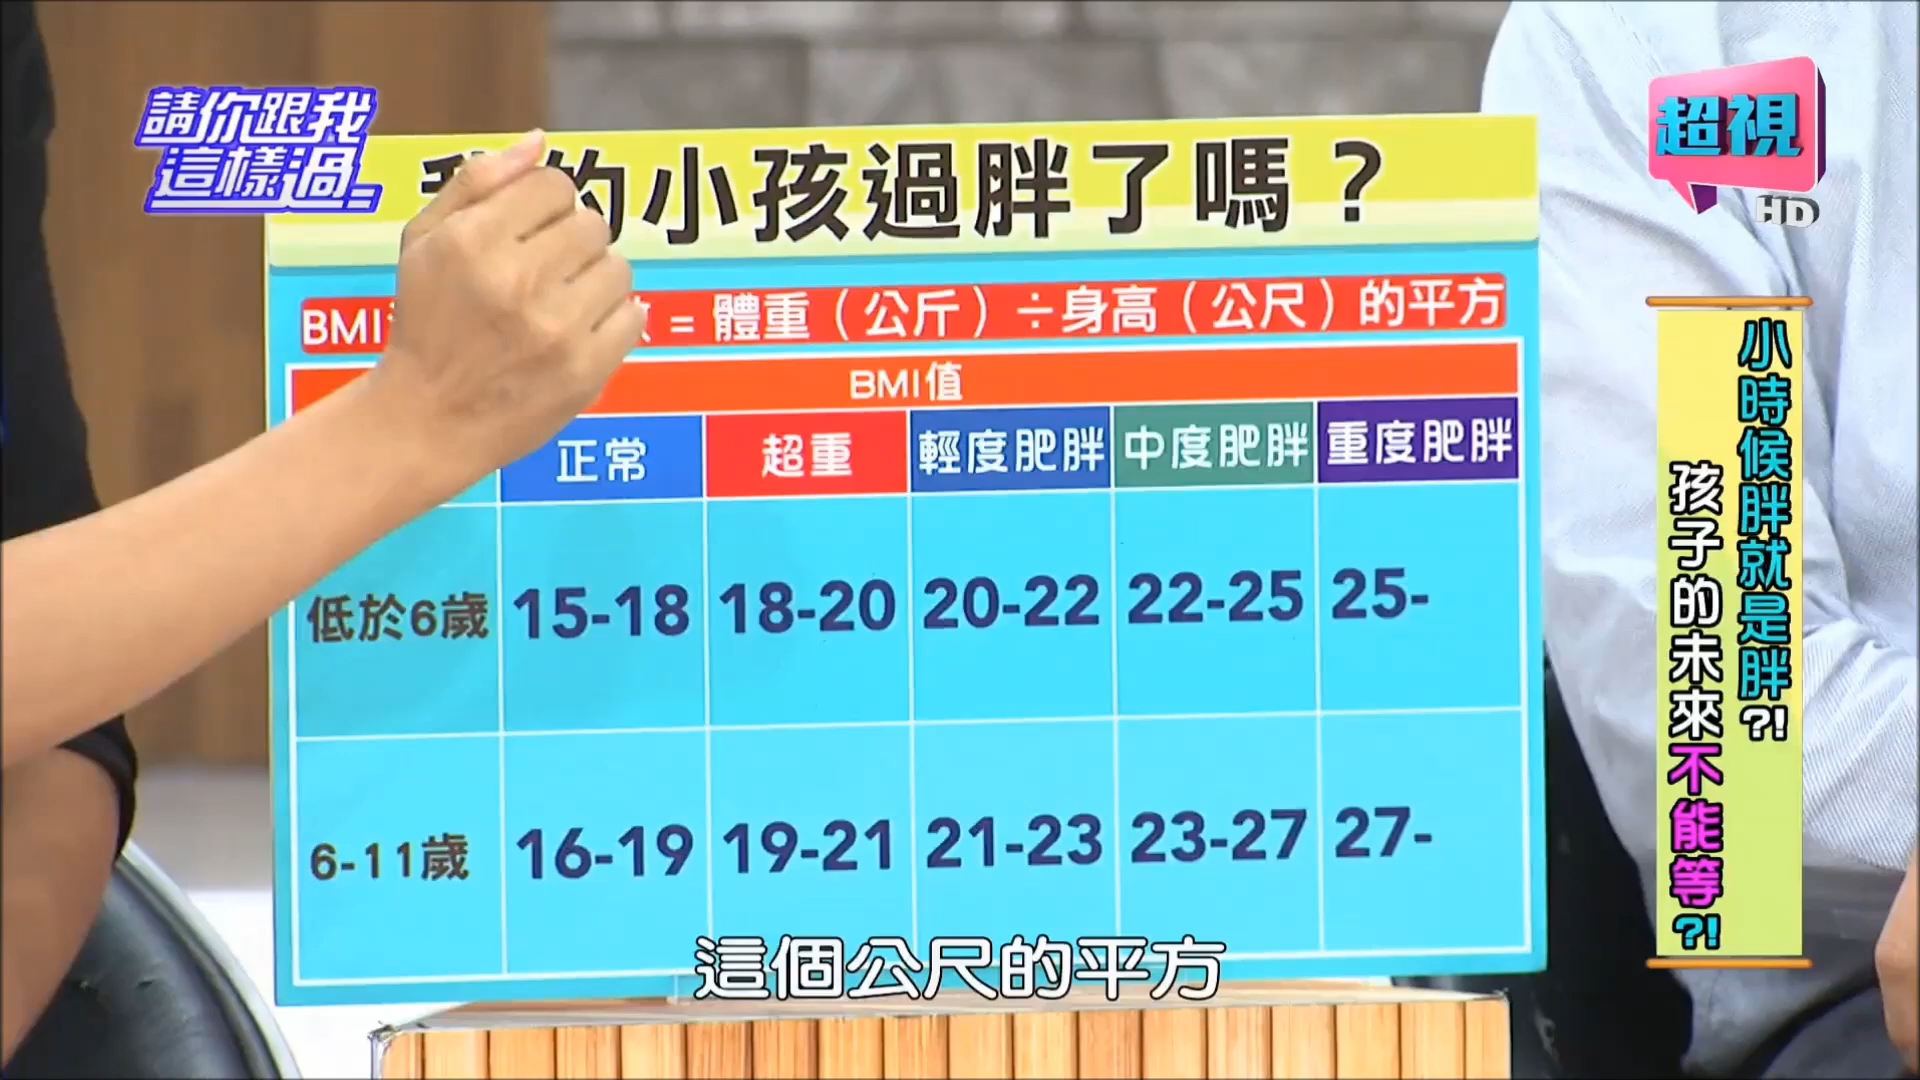 請你跟我
這樣過
超視
HD
的小孩過胖了嗎？
BMI = 體重（公斤）÷身高（公尺）的平方
BMI值
正常 超重 輕度肥胖 中度肥胖 重度肥胖
低於6歲 15-18 18-20 20-22 22-25 25-
6-11歲 16-19 19-21 21-23 23-27 27-
小時候胖就是胖?!
孩子的未來不能等?!
這個公尺的平方